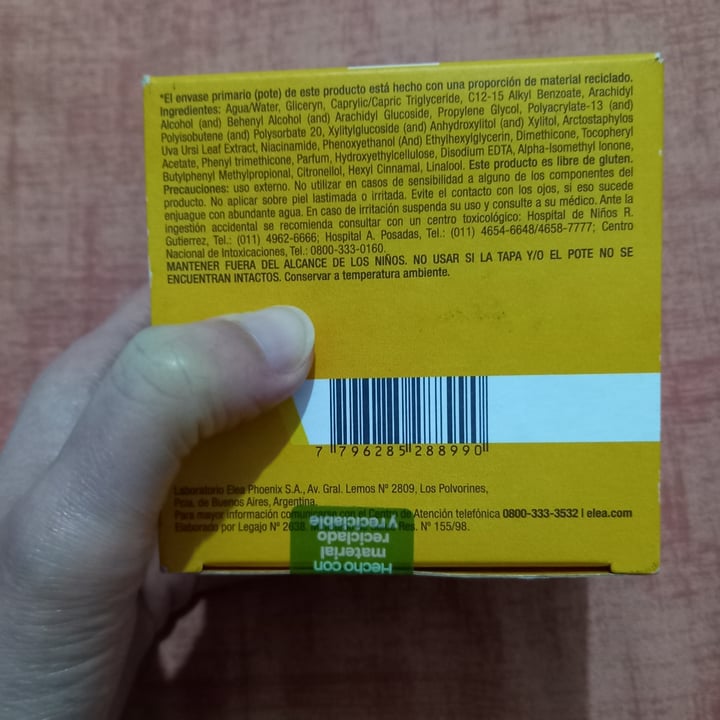 *El envase primario (pote) de este producto está hecho con una proporción de material reciclado.
Ingredientes: Agua/Water, Gliceryn, Caprylic/Capric Triglyceride, C12-15 Alkyl Benzoate, Arachidyl
Alcohol (and) Behenyl Alcohol (and) Arachidyl Glucoside, Propylene Glycol, Polyacrylate-13 (and)
Polyisobutene (and) Polysorbate 20, Xylitylglucoside (and) Anhydroxylitol (and) Xylitol, Arctostaphylos
Uva Ursi Leaf Extract, Niacinamide, Phenoxyethanol (And) Ethylhexylglycerin, Dimethicone, Tocopheryl
Acetate, Phenyl trimethicone, Parfum, Hydroxyethylcellulose, Disodium EDTA, Alpha-Isomethyl Ionone,
Butylphenyl Methylpropional, Citronellol, Hexyl Cinnamal, Linalool. Este producto es libre de gluten.
Precauciones: uso externo. No utilizar en casos de sensibilidad a alguno de los componentes del
producto. No aplicar sobre piel lastimada o irritada. Evite el contacto con los ojos, si eso sucede
enjuague con abundante agua. En caso de irritación suspenda su uso y consulte a su médico. Ante la
ingestión accidental se recomienda consultar con un centro toxicológico: Hospital de Niños R.
Gutierrez, Tel.: (011) 4962-6666; Hospital A. Posadas, Tel.: (011) 4654-6648/4658-7777; Centro
Nacional de Intoxicaciones, Tel.: 0800-333-0160.
MANTENER FUERA DEL ALCANCE DE LOS NIÑOS. NO USAR SI LA TAPA Y/O EL POTE NO SE
ENCUENTRAN INTACTOS. Conservar a temperatura ambiente.
7 796285 288990
Laboratorio Elea Phoenix S.A., Av. Gral. Lemos Nº 2809, Los Polvorines,
Pcia. de Buenos Aires, Argentina.
Para mayor información comuniquese con el Centro de Atención telefónica 0800-333-3532 | elea.com
Elaborado por Legajo Nº 2638. Res. Nº 155/98.
Hecho con
material
reciclado
y reciclable